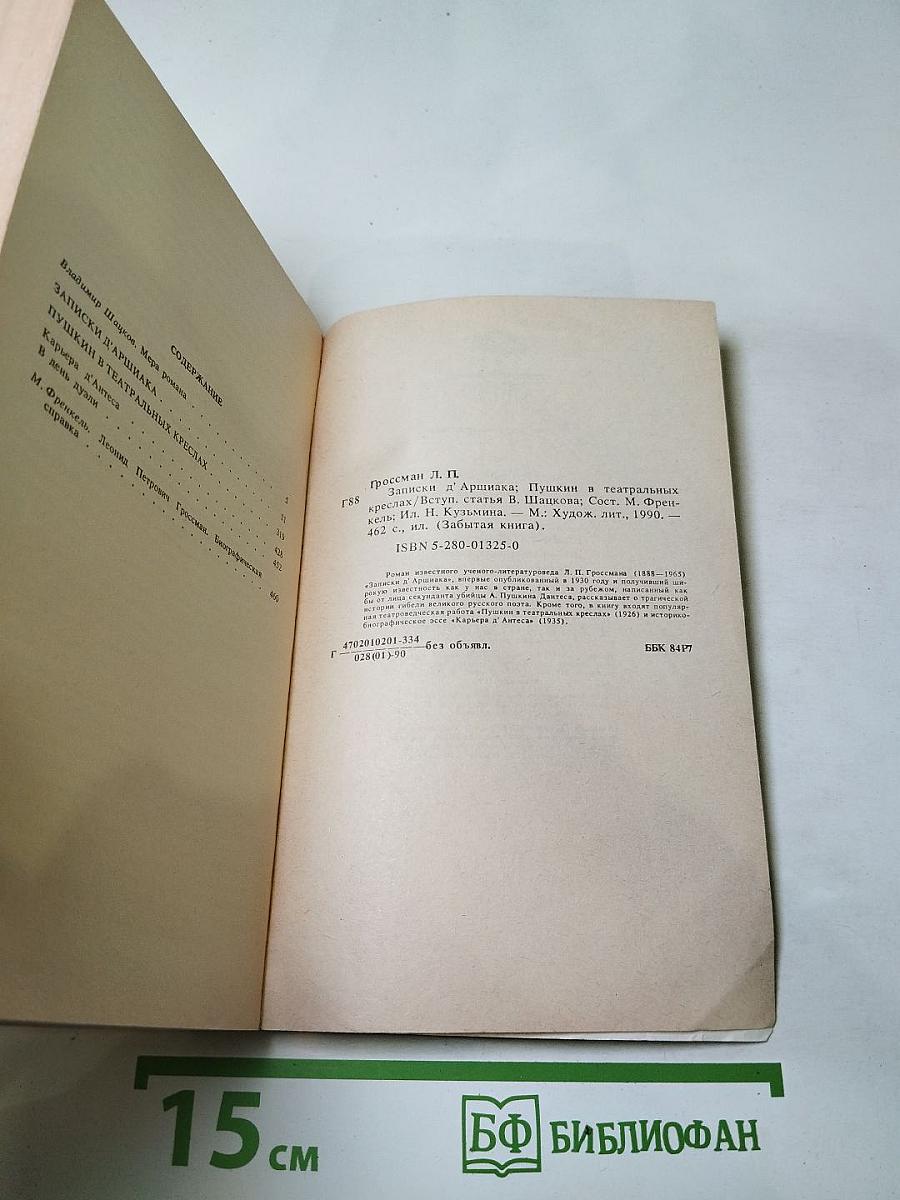 СОДЕРЖАНИЕ
Владимир Шацков. Мера романа . . . 5
ЗАПИСКИ Д'АРШИАКА . . . 21
ПУШКИН В ТЕАТРАЛЬНЫХ КРЕСЛАХ . . . 319
Карьера д'Антеса . . . 428
В день дуэли . . . 452
М. Френкель. Леонид Петрович Гроссман. Биографическая
справка . . . 460
Гроссман Л. П.
Г88 Записки д'Аршиака; Пушкин в театральных
креслах/Вступ. статья В. Шацкова; Сост. М. Френ-
кель; Ил. Н. Кузьмина. — М.: Худож. лит., 1990. —
462 с., ил. (Забытая книга).
ISBN 5-280-01325-0
Роман известного ученого-литературоведа Л. П. Гроссмана (1888—1965)
«Записки д'Аршиака», впервые опубликованный в 1930 году и получивший ши-
рокую известность как у нас в стране, так и за рубежом, написанный как
бы от лица секунданта убийцы А. Пушкина Дантеса, рассказывает о трагической
истории гибели великого русского поэта. Кроме того, в книгу входят популяр-
ная театроведческая работа «Пушкин в театральных креслах» (1926) и историко-
биографическое эссе «Карьера д'Антеса» (1935).
Г — 4702010201-334 — без объявл.
028(01)-90
ББК 84Р7
15 см
БФ БИБЛИОФАН